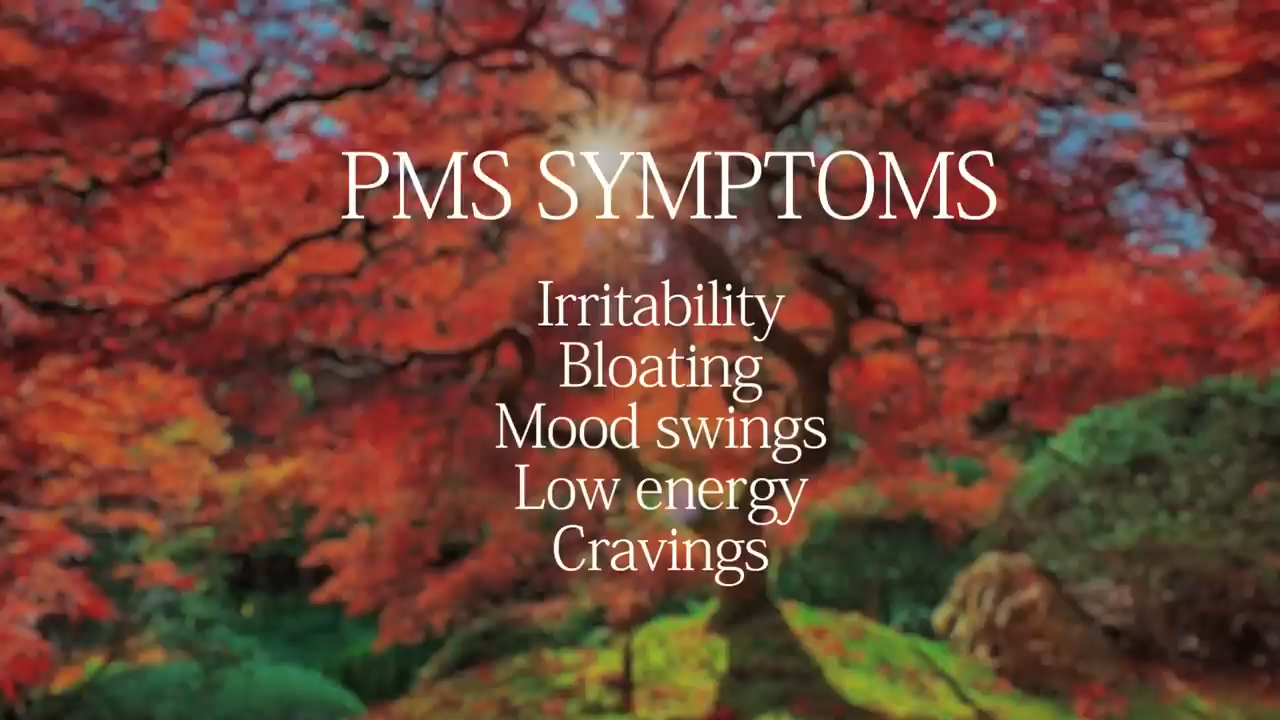 PMS SYMPTOMS
Irritability
Bloating
Mood swings
Low energy
Cravings